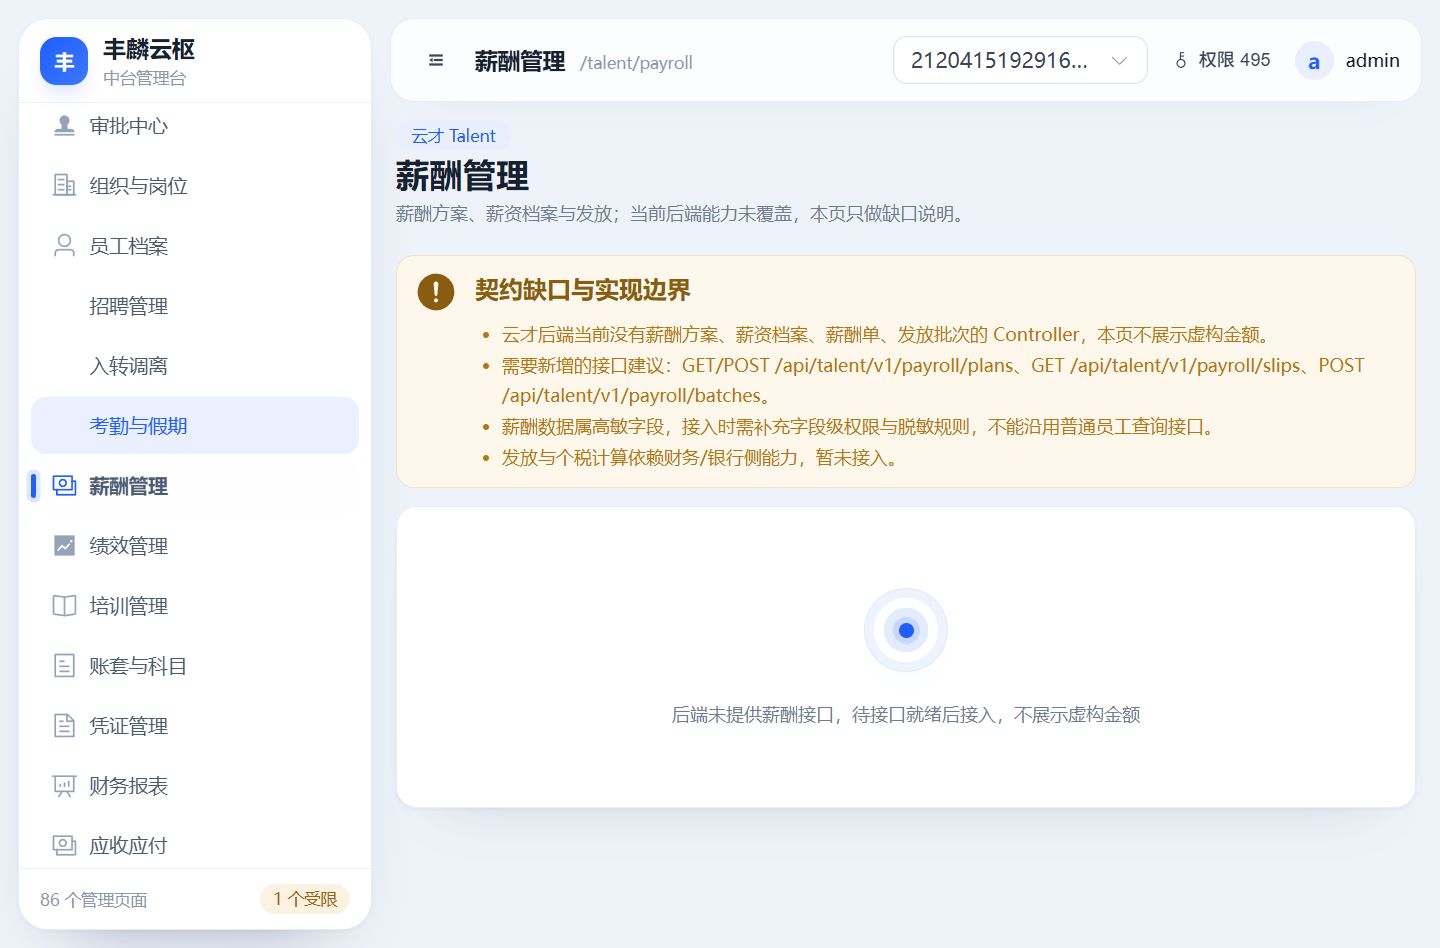 丰
丰麟云枢
中台管理台
审批中心
组织与岗位
员工档案
招聘管理
入转调离
考勤与假期
薪酬管理
绩效管理
培训管理
账套与科目
凭证管理
财务报表
应收应付
86 个管理页面
1 个受限
薪酬管理 /talent/payroll
2120415192916...
权限 495
a
admin
云才 Talent
薪酬管理
薪酬方案、薪资档案与发放；当前后端能力未覆盖，本页只做缺口说明。
契约缺口与实现边界
• 云才后端当前没有薪酬方案、薪资档案、薪酬单、发放批次的 Controller，本页不展示虚构金额。
• 需要新增的接口建议：GET/POST /api/talent/v1/payroll/plans、GET /api/talent/v1/payroll/slips、POST
/api/talent/v1/payroll/batches。
• 薪酬数据属高敏字段，接入时需补充字段级权限与脱敏规则，不能沿用普通员工查询接口。
• 发放与个税计算依赖财务/银行侧能力，暂未接入。
后端未提供薪酬接口，待接口就绪后接入，不展示虚构金额